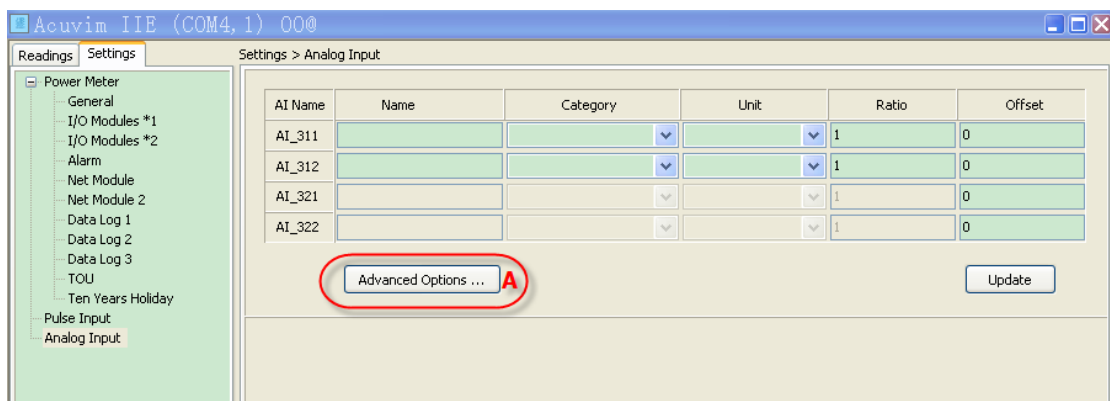 Acuvim IIE (COM4, 1) 00@
Readings Settings
Settings > Analog Input
Power Meter
General
I/O Modules *1
I/O Modules *2
Alarm
Net Module
Net Module 2
Data Log 1
Data Log 2
Data Log 3
TOU
Ten Years Holiday
Pulse Input
Analog Input
AI Name Name Category Unit Ratio Offset
AI_311 1 0
AI_312 1 0
AI_321 1 0
AI_322 1 0
Advanced Options ... A
Update